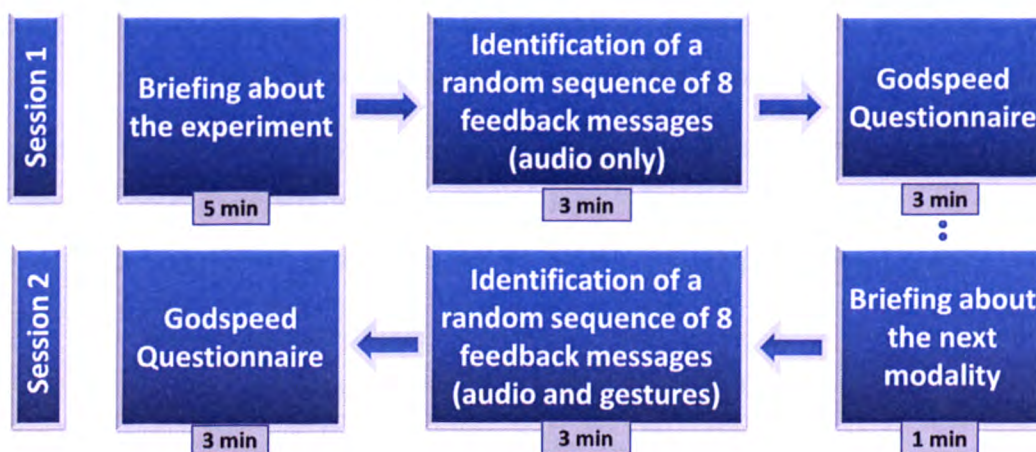 Session 1
Briefing about
the experiment
5 min
Identification of a
random sequence of 8
feedback messages
(audio only)
3 min
Godspeed
Questionnaire
3 min
Session 2
Briefing about
the next
modality
1 min
Identification of a
random sequence of 8
feedback messages
(audio and gestures)
3 min
Godspeed
Questionnaire
3 min